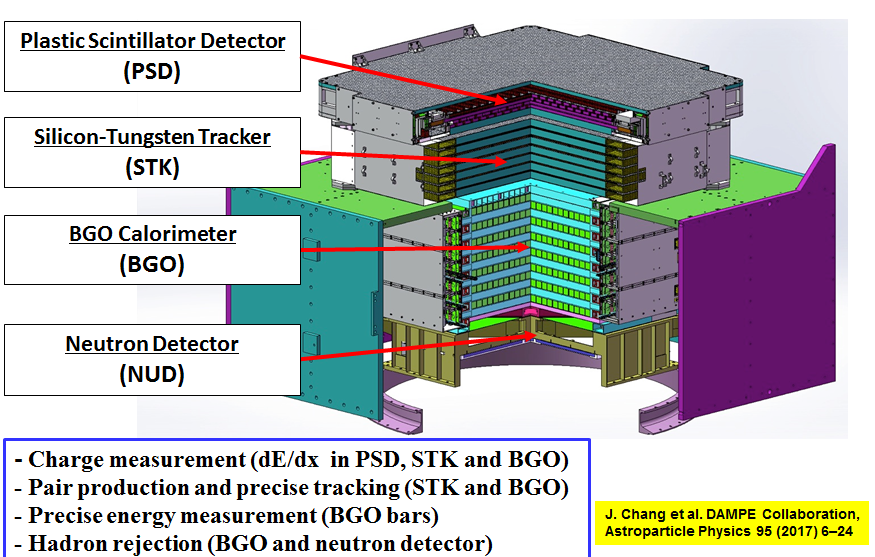 Plastic Scintillator Detector
(PSD)
Silicon-Tungsten Tracker
(STK)
BGO Calorimeter
(BGO)
Neutron Detector
(NUD)
- Charge measurement (dE/dx in PSD, STK and BGO)
- Pair production and precise tracking (STK and BGO)
- Precise energy measurement (BGO bars)
- Hadron rejection (BGO and neutron detector)
J. Chang et al. DAMPE Collaboration,
Astroparticle Physics 95 (2017) 6–24